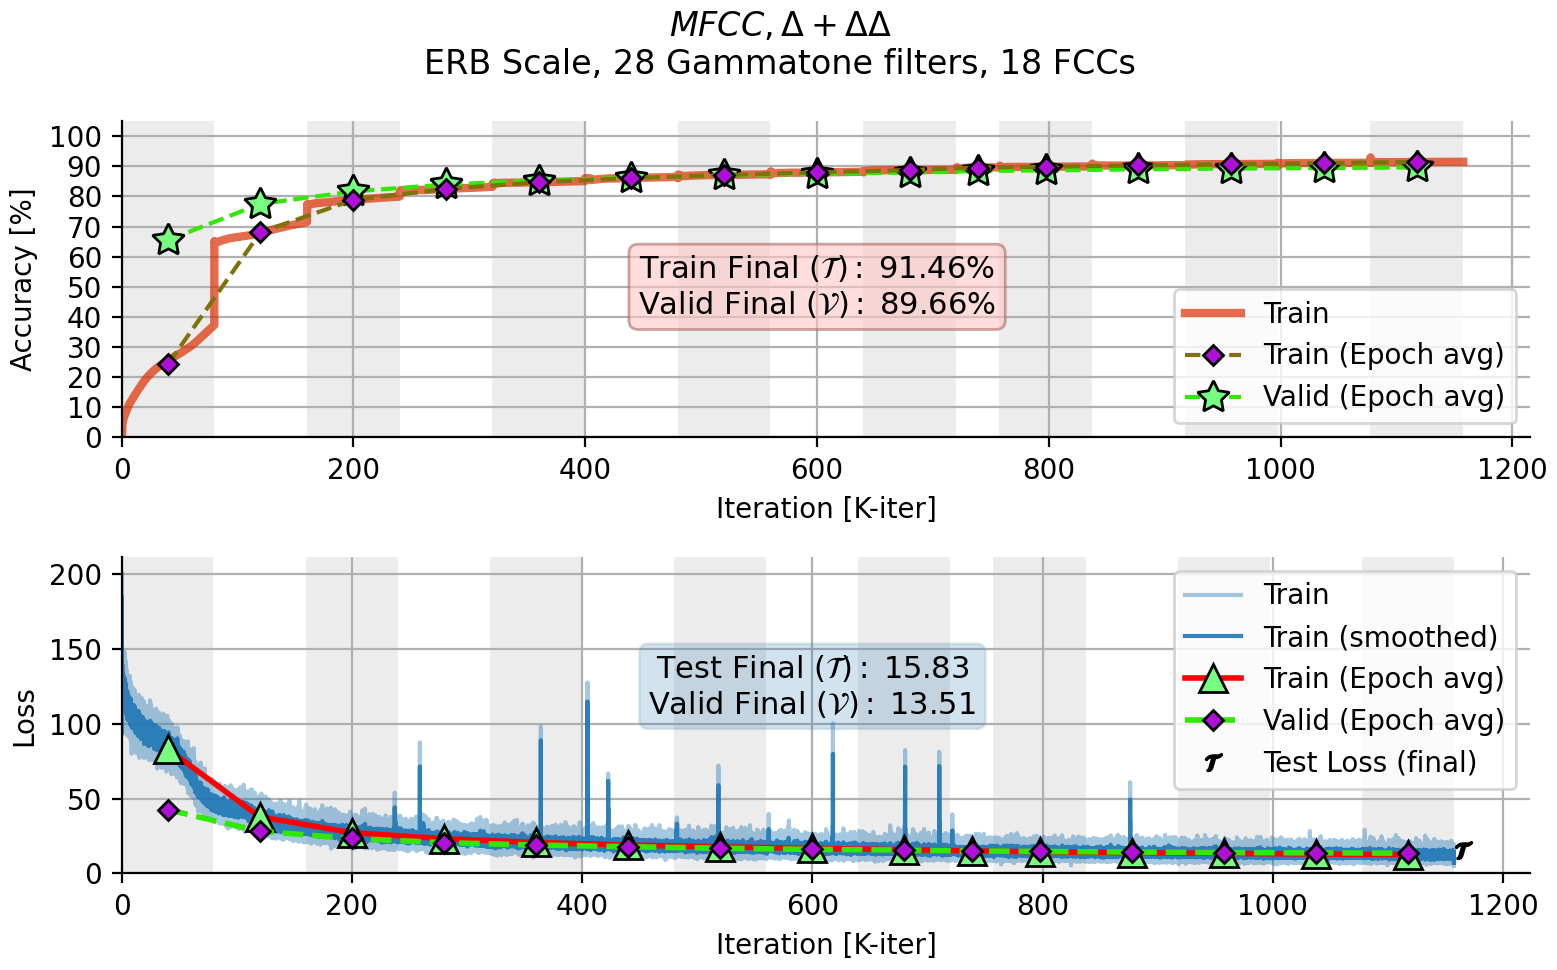 MFCC, Δ + ΔΔ
ERB Scale, 28 Gammatone filters, 18 FCCs
100
90
80
70
60
50
40
30
20
10
0
Accuracy [%]
Train Final (𝒯) : 91.46%
Valid Final (𝒱) : 89.66%
Train
Train (Epoch avg)
Valid (Epoch avg)
0 200 400 600 800 1000 1200
Iteration [K-iter]
200
150
100
50
0
Loss
Test Final (𝒯) : 15.83
Valid Final (𝒱) : 13.51
Train
Train (smoothed)
Train (Epoch avg)
Valid (Epoch avg)
𝒯 Test Loss (final)
𝒯
0 200 400 600 800 1000 1200
Iteration [K-iter]